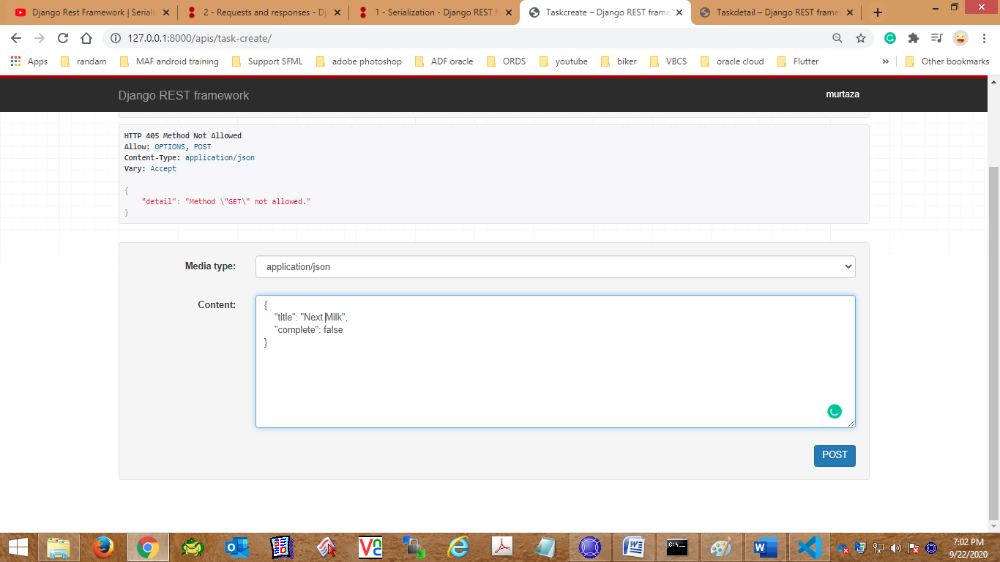 Django Rest Framework | Seriali
2 - Requests and responses - Dj
1 - Serialization - Django REST f
Taskcreate – Django REST frame
Taskdetail – Django REST frame
127.0.0.1:8000/apis/task-create/
Apps
randam
MAF android training
Support SFML
adobe photoshop
ADF oracle
ORDS
youtube
biker
VBCS
oracle cloud
Flutter
»
Other bookmarks
Django REST framework
murtaza
HTTP 405 Method Not Allowed
Allow: OPTIONS, POST
Content-Type: application/json
Vary: Accept
{
"detail": "Method \"GET\" not allowed."
}
Media type:
application/json
Content:
{
"title": "Next Milk",
"complete": false
}
POST
7:02 PM
9/22/2020